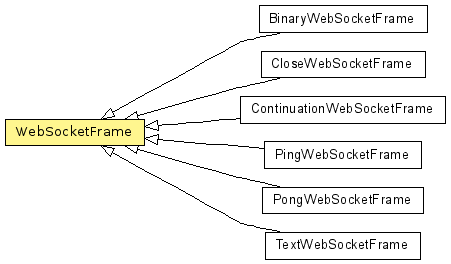 BinaryWebSocketFrame
CloseWebSocketFrame
ContinuationWebSocketFrame
WebSocketFrame
PingWebSocketFrame
PongWebSocketFrame
TextWebSocketFrame